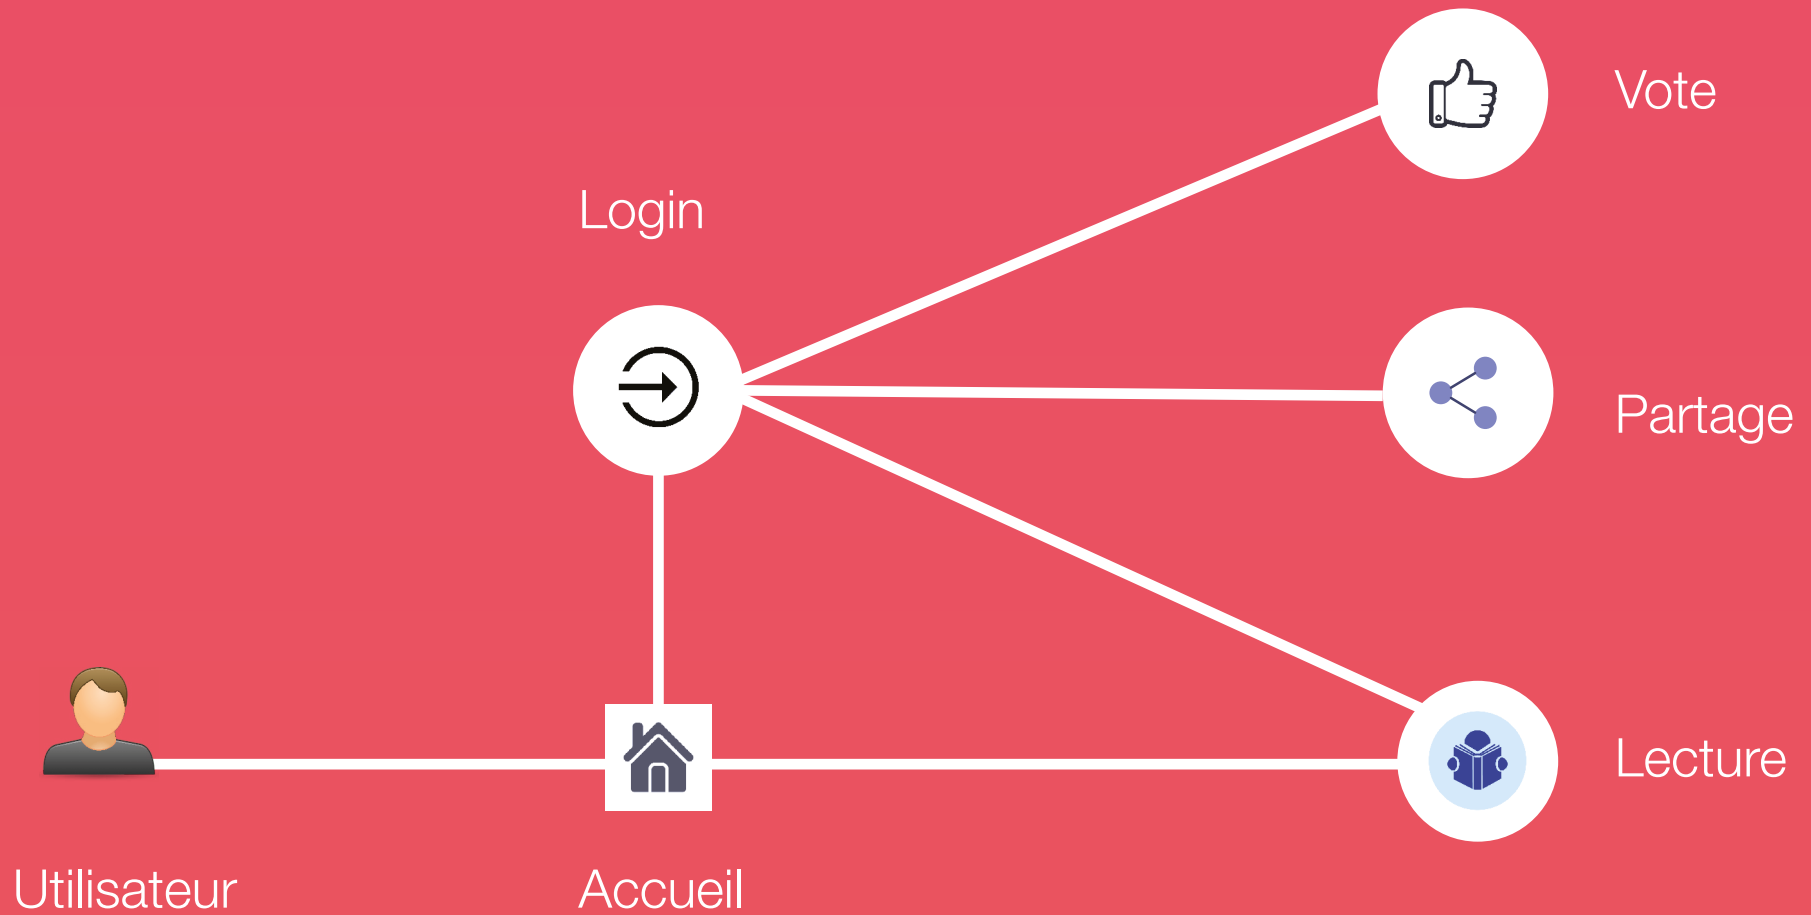 Vote
Login
Partage
Lecture
Utilisateur
Accueil